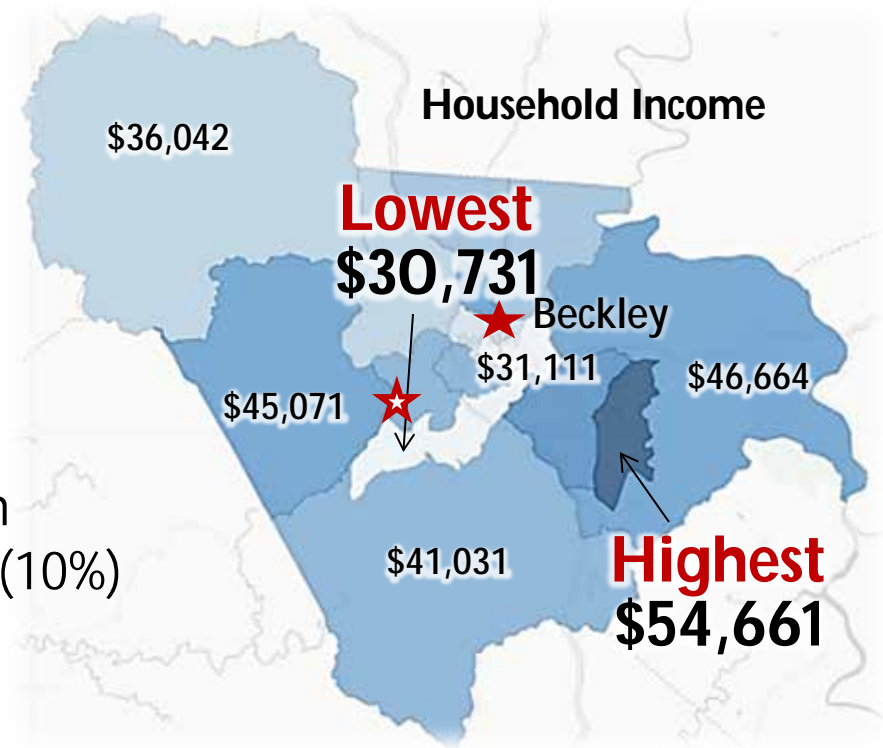 Household Income
$36,042
Lowest
$30,731
Beckley
$31,111
$46,664
$45,071
(10%)
$41,031
Highest
$54,661